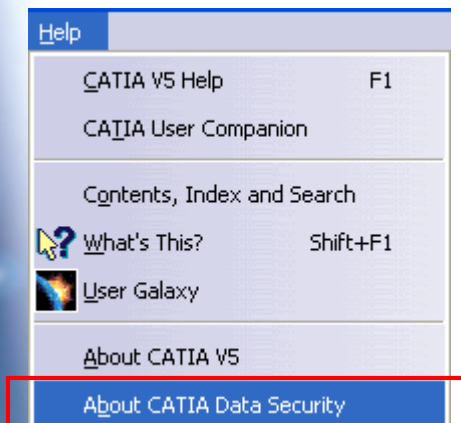 Help
CATIA V5 Help F1
CATIA User Companion
Contents, Index and Search
What's This? Shift+F1
User Galaxy
About CATIA V5
About CATIA Data Security